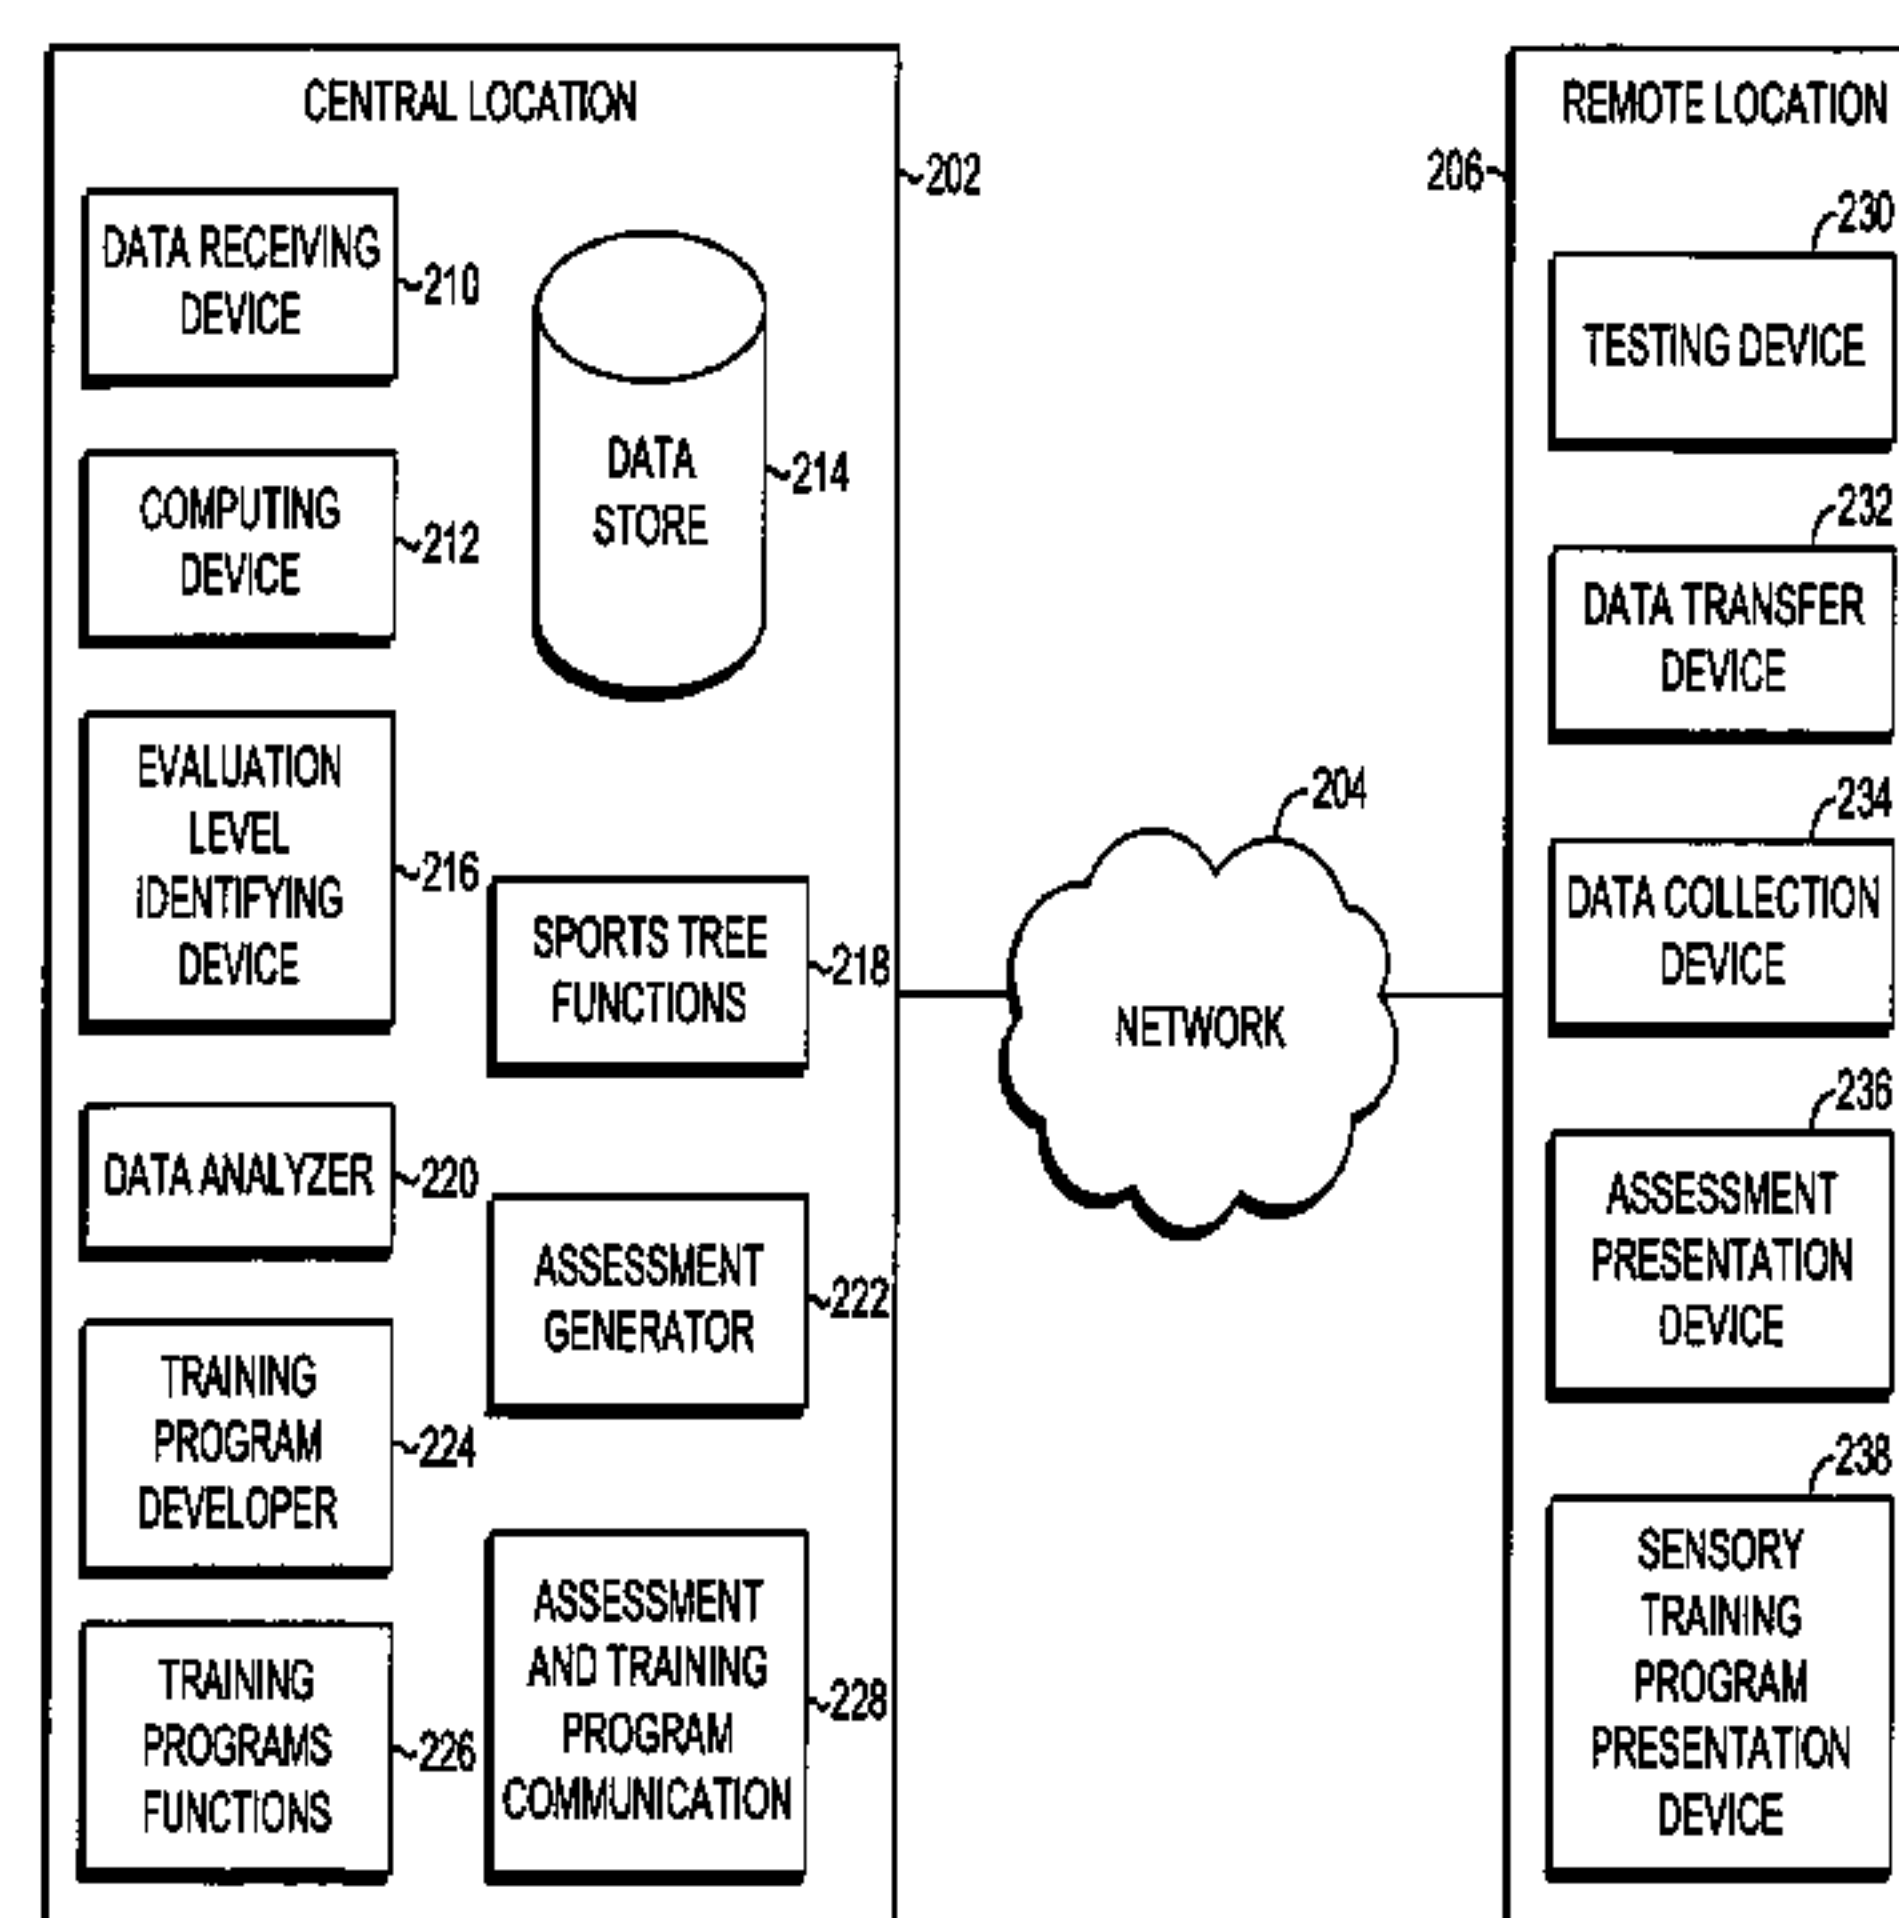 CENTRAL LOCATION
202
DATA RECEIVING
DEVICE
210
DATA
STORE
214
COMPUTING
DEVICE
212
EVALUATION
LEVEL
IDENTIFYING
DEVICE
216
SPORTS TREE
FUNCTIONS
218
DATA ANALYZER
220
ASSESSMENT
GENERATOR
222
TRAINING
PROGRAM
DEVELOPER
224
TRAINING
PROGRAMS
FUNCTIONS
226
ASSESSMENT
AND TRAINING
PROGRAM
COMMUNICATION
228
204
NETWORK
REMOTE LOCATION
206
230
TESTING DEVICE
232
DATA TRANSFER
DEVICE
234
DATA COLLECTION
DEVICE
236
ASSESSMENT
PRESENTATION
DEVICE
238
SENSORY
TRAINING
PROGRAM
PRESENTATION
DEVICE